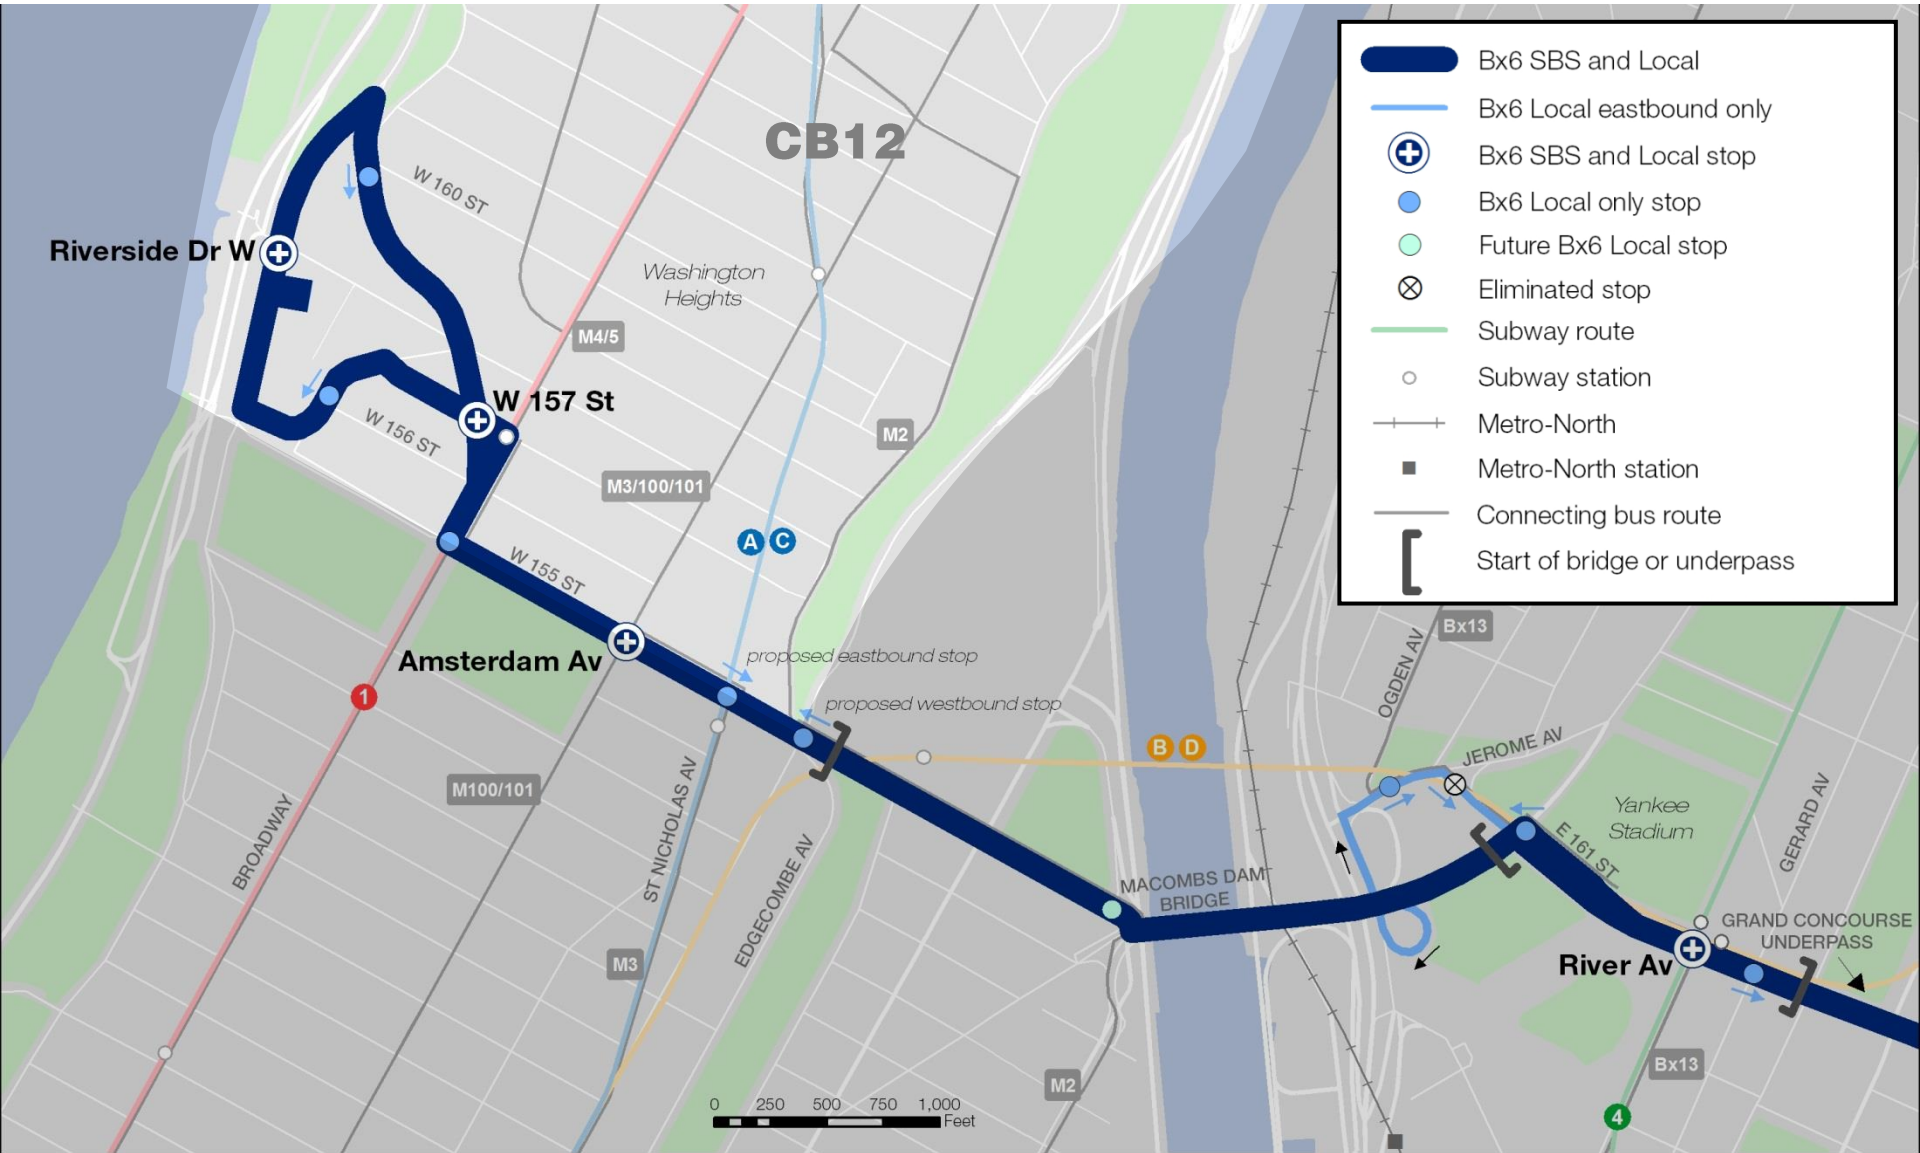 CB12
Bx6 SBS and Local
Bx6 Local eastbound only
Bx6 SBS and Local stop
Bx6 Local only stop
Future Bx6 Local stop
Eliminated stop
Subway route
Subway station
Metro-North
Metro-North station
Connecting bus route
Start of bridge or underpass
W 160 ST
Riverside Dr W
Washington
Heights
M4/5
W 157 St
W 156 ST
M2
M3/100/101
A C
W 155 ST
Amsterdam Av
proposed eastbound stop
proposed westbound stop
1
B D
Bx13
OGDEN AV
JEROME AV
Yankee
Stadium
E 161 ST
GERARD AV
M100/101
BROADWAY
ST NICHOLAS AV
EDGECOMBE AV
MACOMBS DAM
BRIDGE
GRAND CONCOURSE
UNDERPASS
River Av
M3
M2
Bx13
4
0 250 500 750 1,000
Feet